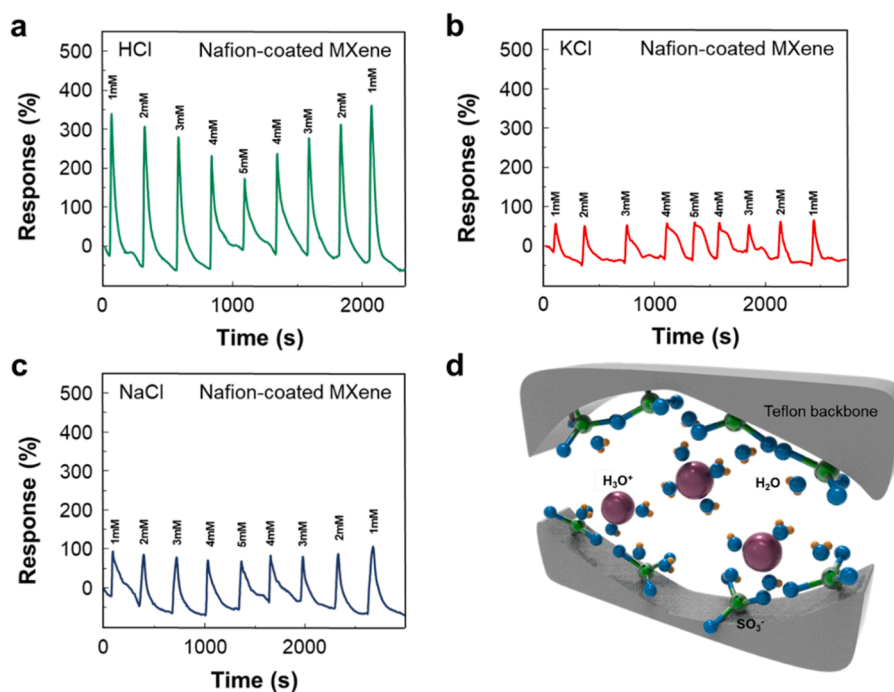 a
HCl Nafion-coated MXene
500
400
300
200
100
0
Response (%)
1mM
2mM
3mM
4mM
5mM
4mM
3mM
2mM
1mM
0 1000 2000
Time (s)
b
KCl Nafion-coated MXene
500
400
300
200
100
0
Response (%)
1mM
2mM
3mM
4mM
5mM
4mM
3mM
2mM
1mM
0 1000 2000
Time (s)
c
NaCl Nafion-coated MXene
500
400
300
200
100
0
Response (%)
1mM
2mM
3mM
4mM
5mM
4mM
3mM
2mM
1mM
0 1000 2000
Time (s)
d
Teflon backbone
H₃O⁺
H₂O
SO₃⁻